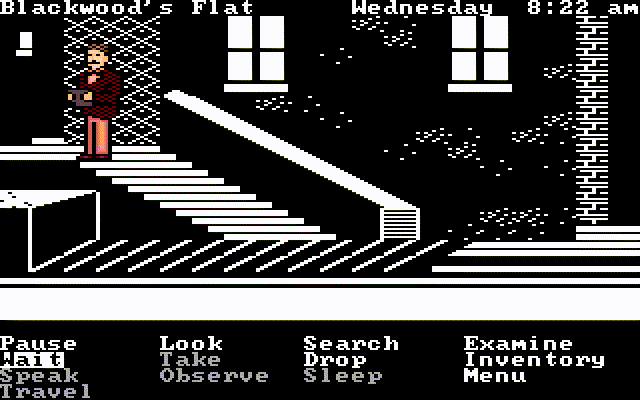 Blackwood's Flat Wednesday 8:22 am
Pause Look Search Examine
Wait Take Drop Inventory
Speak Observe Sleep Menu
Travel